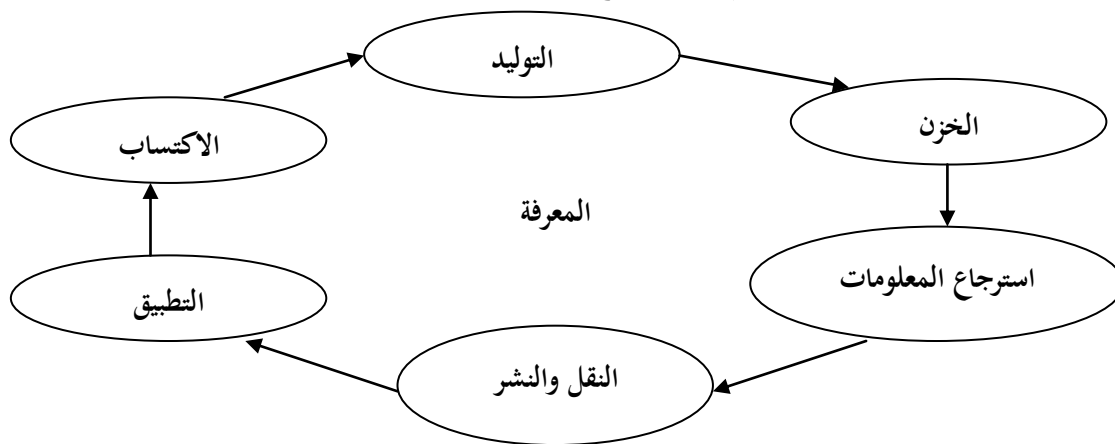 التوليد
الخزن
الاكتساب
المعرفة
استرجاع المعلومات
التطبيق
النقل والنشر